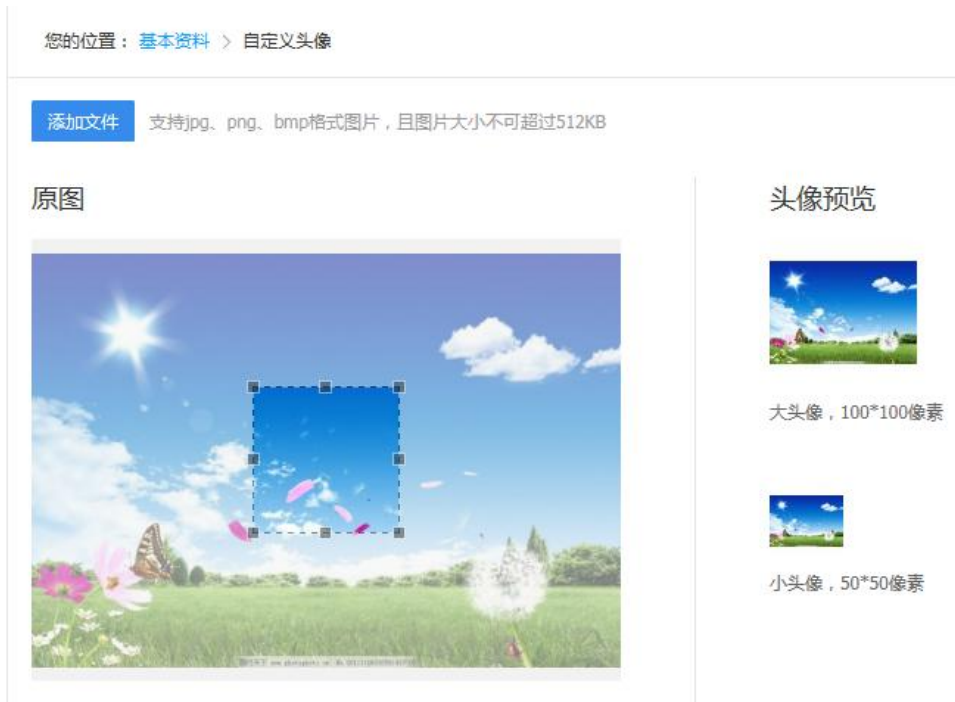 您的位置： 基本资料 > 自定义头像
添加文件 支持jpg、png、bmp格式图片，且图片大小不可超过512KB
原图
头像预览
大头像，100*100像素
小头像，50*50像素